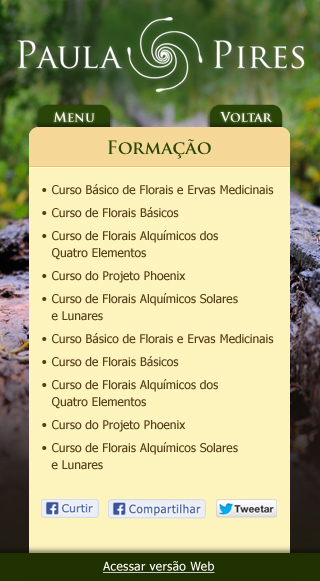 PAULA PIRES
MENU
VOLTAR
FORMAÇÃO
• Curso Básico de Florais e Ervas Medicinais
• Curso de Florais Básicos
• Curso de Florais Alquímicos dos
Quatro Elementos
• Curso do Projeto Phoenix
• Curso de Florais Alquímicos Solares
e Lunares
• Curso Básico de Florais e Ervas Medicinais
• Curso de Florais Básicos
• Curso de Florais Alquímicos dos
Quatro Elementos
• Curso do Projeto Phoenix
• Curso de Florais Alquímicos Solares
e Lunares
Curtir
Compartilhar
Tweetar
Acessar versão Web